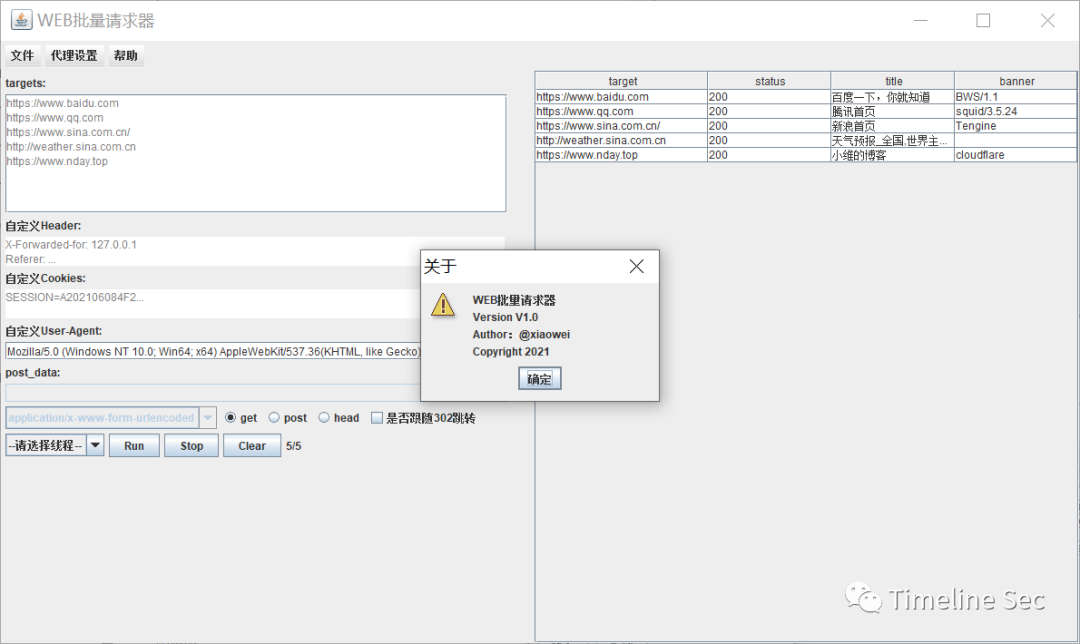 WEB批量请求器
文件 代理设置 帮助
targets:
https://www.baidu.com
https://www.qq.com
https://www.sina.com.cn/
http://weather.sina.com.cn
https://www.nday.top
自定义Header:
X-Forwarded-for: 127.0.0.1
Referer: ...
自定义Cookies:
SESSION=A202106084F2...
自定义User-Agent:
Mozilla/5.0 (Windows NT 10.0; Win64; x64) AppleWebKit/537.36(KHTML, like Gecko)
post_data:
application/x-www-form-urlencoded get post head 是否跟随302跳转
--请选择线程-- Run Stop Clear 5/5
target status title banner
https://www.baidu.com 200 百度一下，你就知道 BWS/1.1
https://www.qq.com 200 腾讯首页 squid/3.5.24
https://www.sina.com.cn/ 200 新浪首页 Tengine
http://weather.sina.com.cn 200 天气预报_全国,世界主...
https://www.nday.top 200 小维的博客 cloudflare
关于
WEB批量请求器
Version V1.0
Author：@xiaowei
Copyright 2021
确定
Timeline Sec